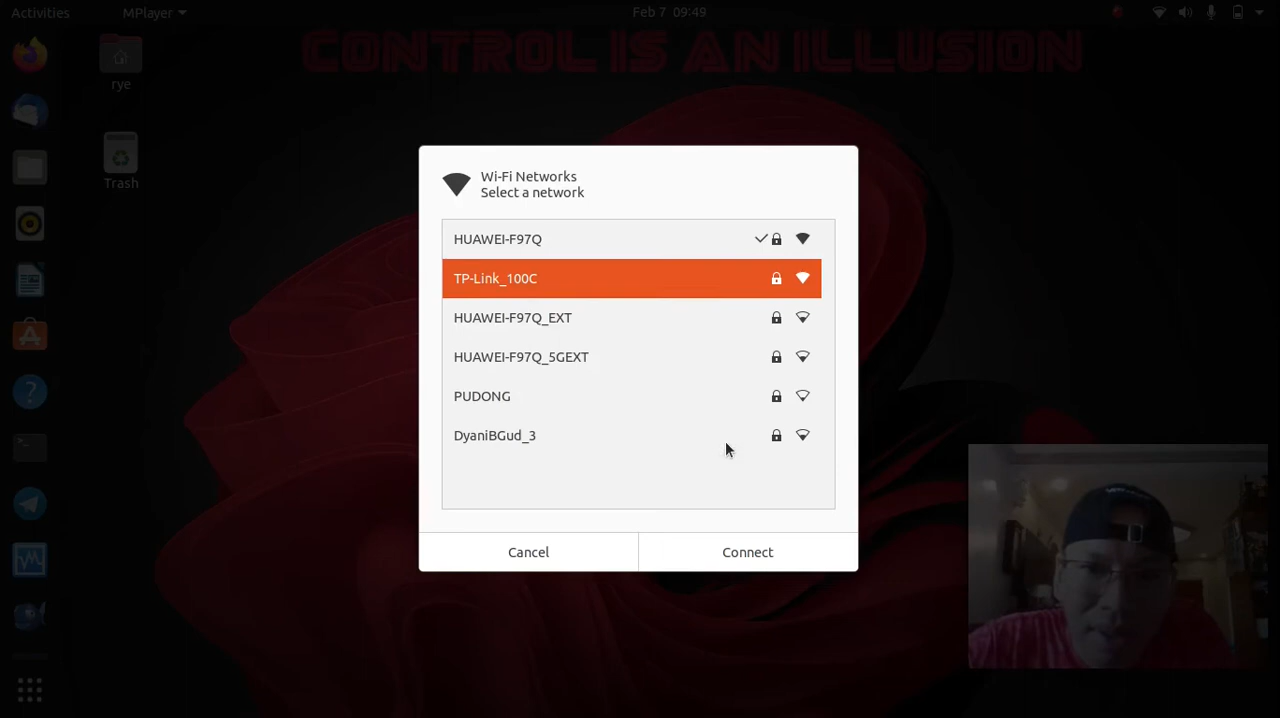 Activities MPlayer Feb 7 09:49
CONTROL IS AN ILLUSION
rye
Trash
Wi-Fi Networks
Select a network
HUAWEI-F97Q
TP-Link_100C
HUAWEI-F97Q_EXT
HUAWEI-F97Q_5GEXT
PUDONG
DyaniBGud_3
Cancel Connect